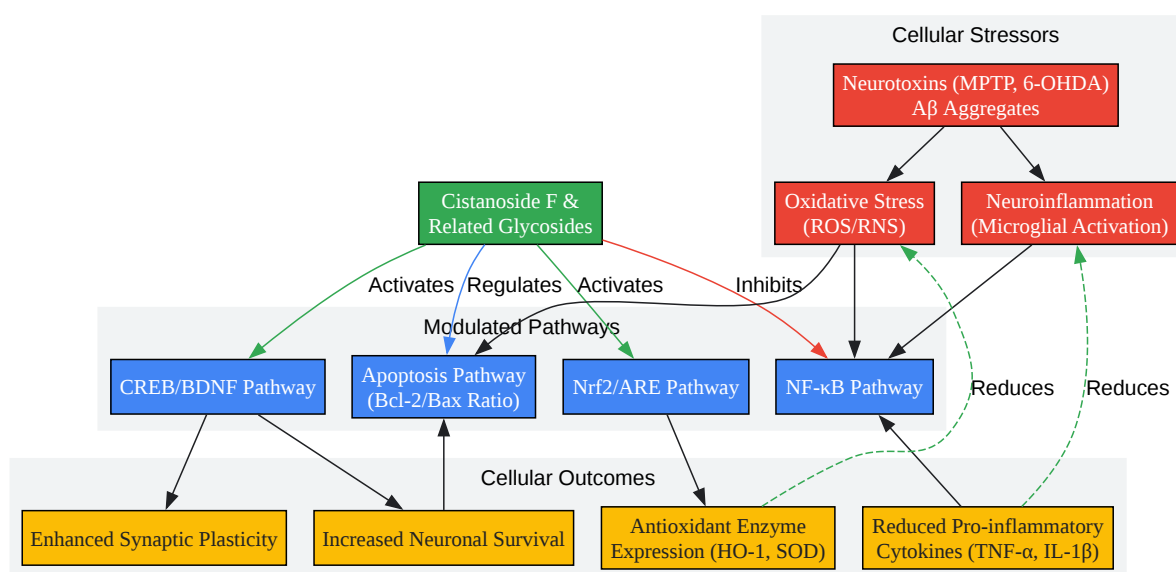 Cellular Stressors
Neurotoxins (MPTP, 6-OHDA)
Aβ Aggregates
Cistanoside F &
Related Glycosides
Oxidative Stress
(ROS/RNS)
Neuroinflammation
(Microglial Activation)
Activates
Regulates
Activates
Inhibits
Modulated Pathways
CREB/BDNF Pathway
Apoptosis Pathway
(Bcl-2/Bax Ratio)
Nrf2/ARE Pathway
NF-κB Pathway
Reduces
Reduces
Cellular Outcomes
Enhanced Synaptic Plasticity
Increased Neuronal Survival
Antioxidant Enzyme
Expression (HO-1, SOD)
Reduced Pro-inflammatory
Cytokines (TNF-α, IL-1β)